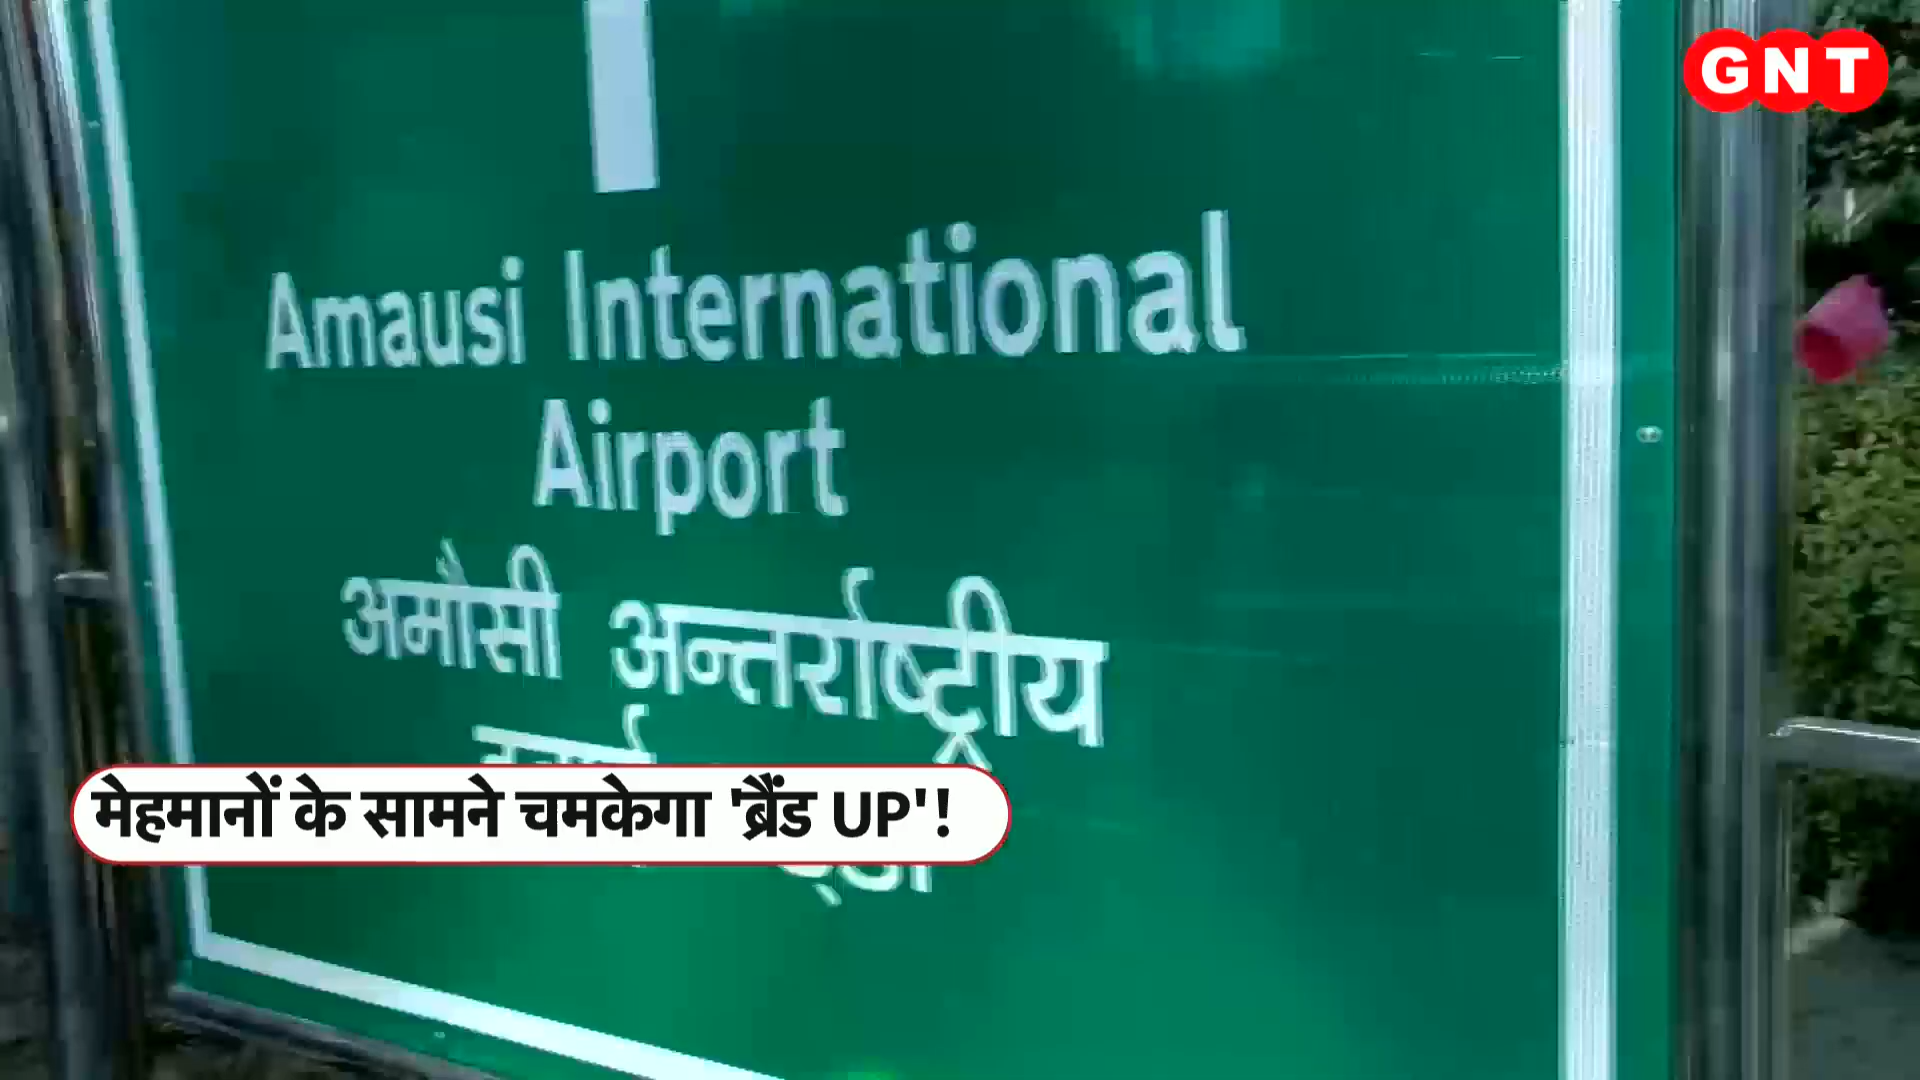 GNT
Amausi International
Airport
अमौसी अन्तर्राष्ट्रीय
मेहमानों के सामने चमकेगा 'ब्रैंड UP'!